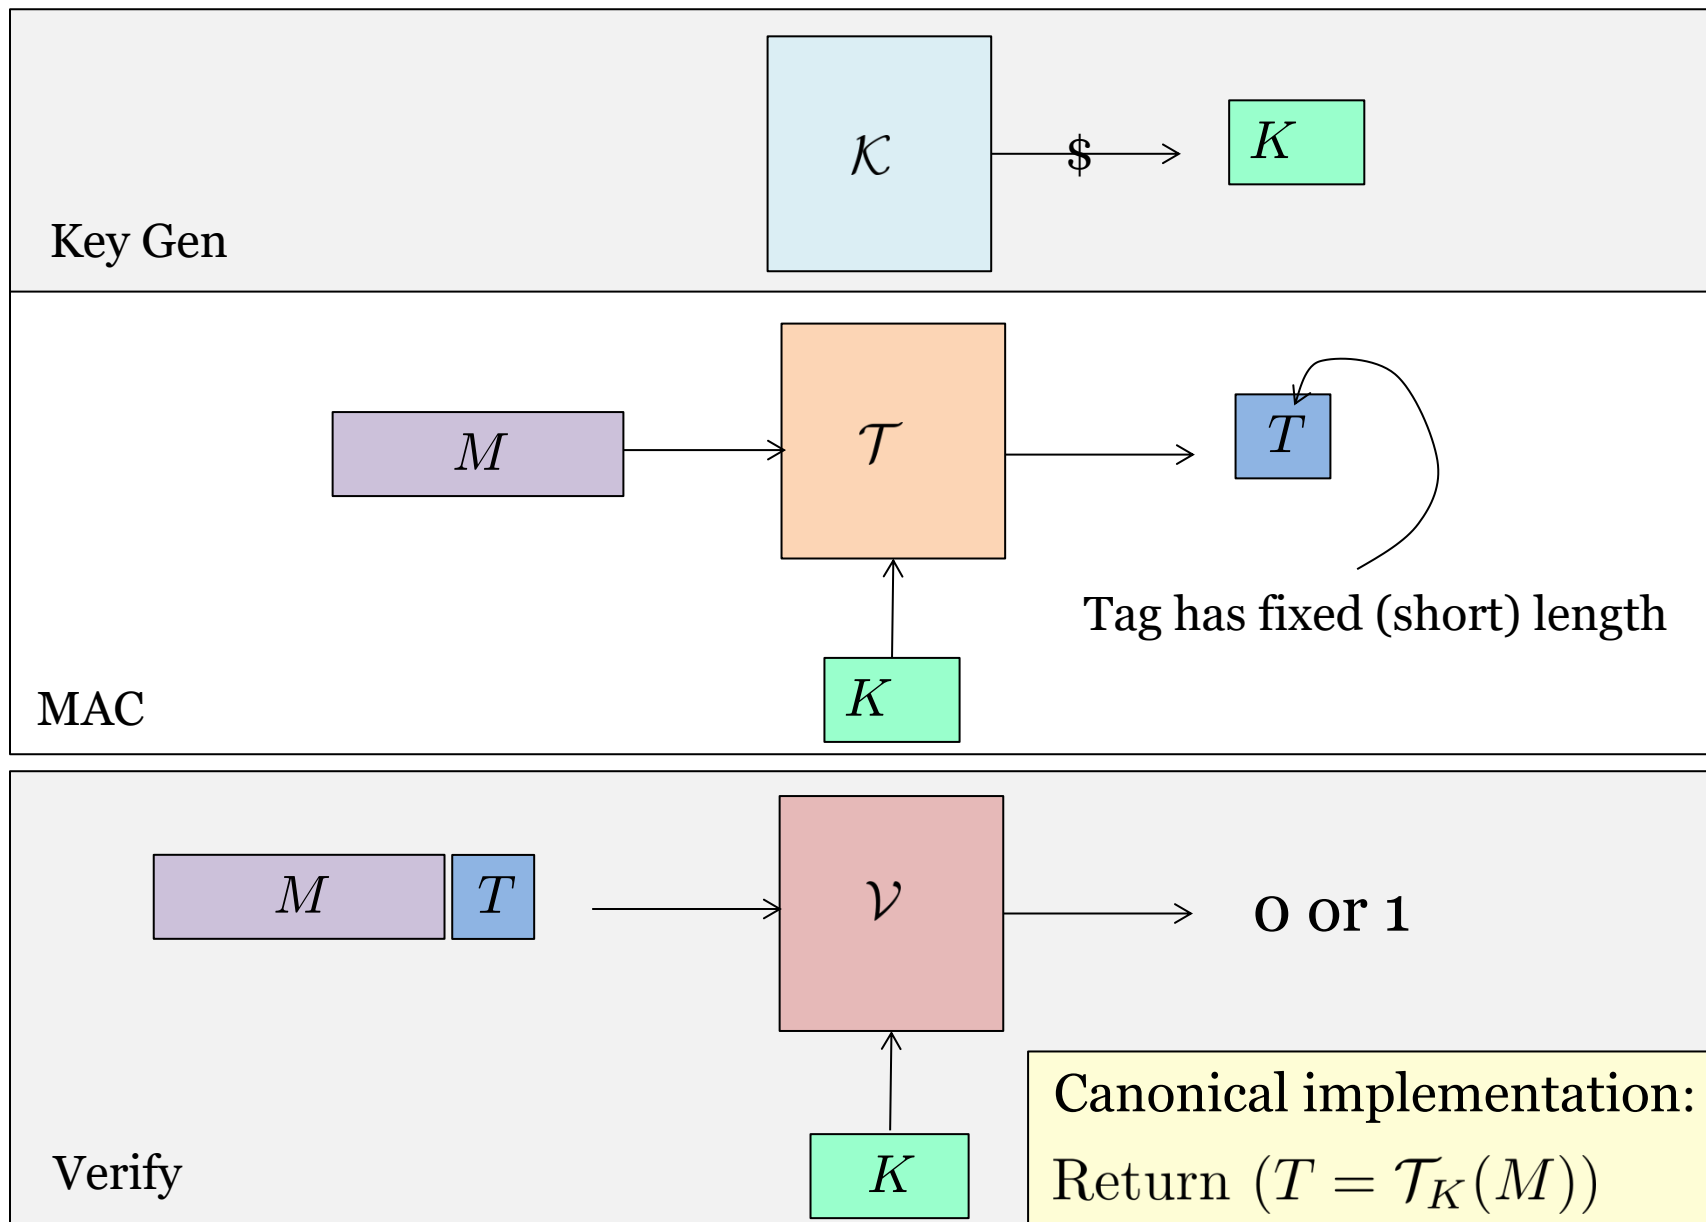 𝒦
$
K
Key Gen
M
𝒯
T
Tag has fixed (short) length
K
MAC
M T
𝒱
0 or 1
K
Verify
Canonical implementation:
Return (T = 𝒯_K(M))